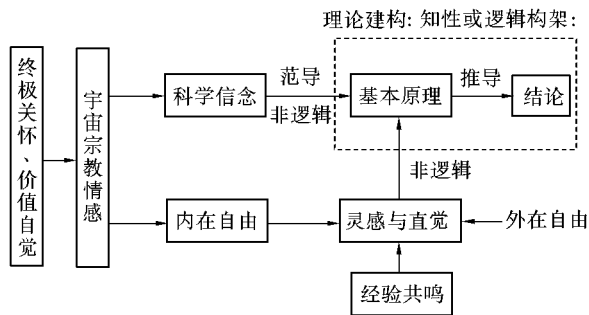 理论建构: 知性或逻辑构架:
终极关怀、价值自觉
宇宙宗教情感
科学信念
范导
非逻辑
基本原理
推导
结论
非逻辑
内在自由
灵感与直觉
外在自由
经验共鸣